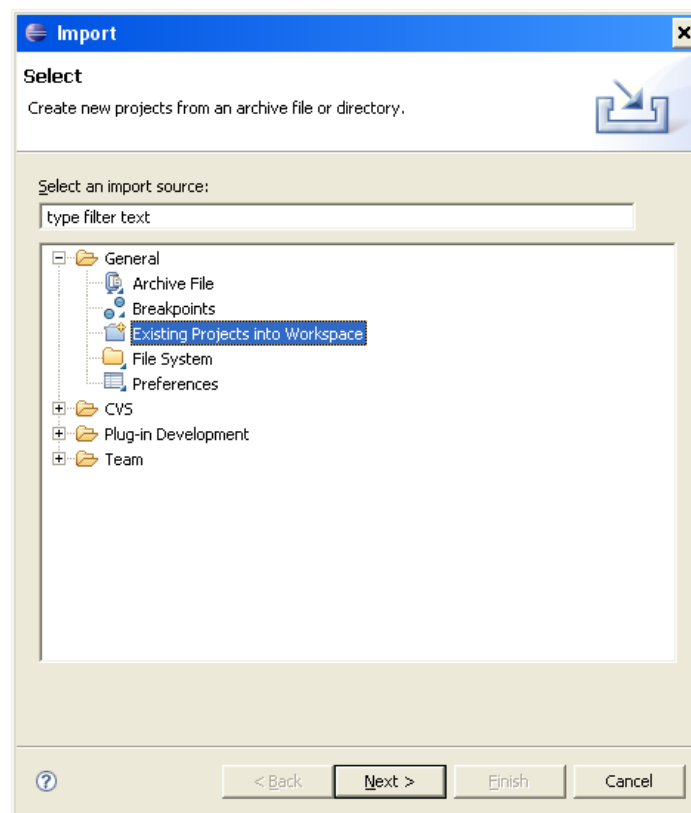 Import
Select
Create new projects from an archive file or directory.
Select an import source:
type filter text
General
Archive File
Breakpoints
Existing Projects into Workspace
File System
Preferences
CVS
Plug-in Development
Team
? < Back Next > Finish Cancel